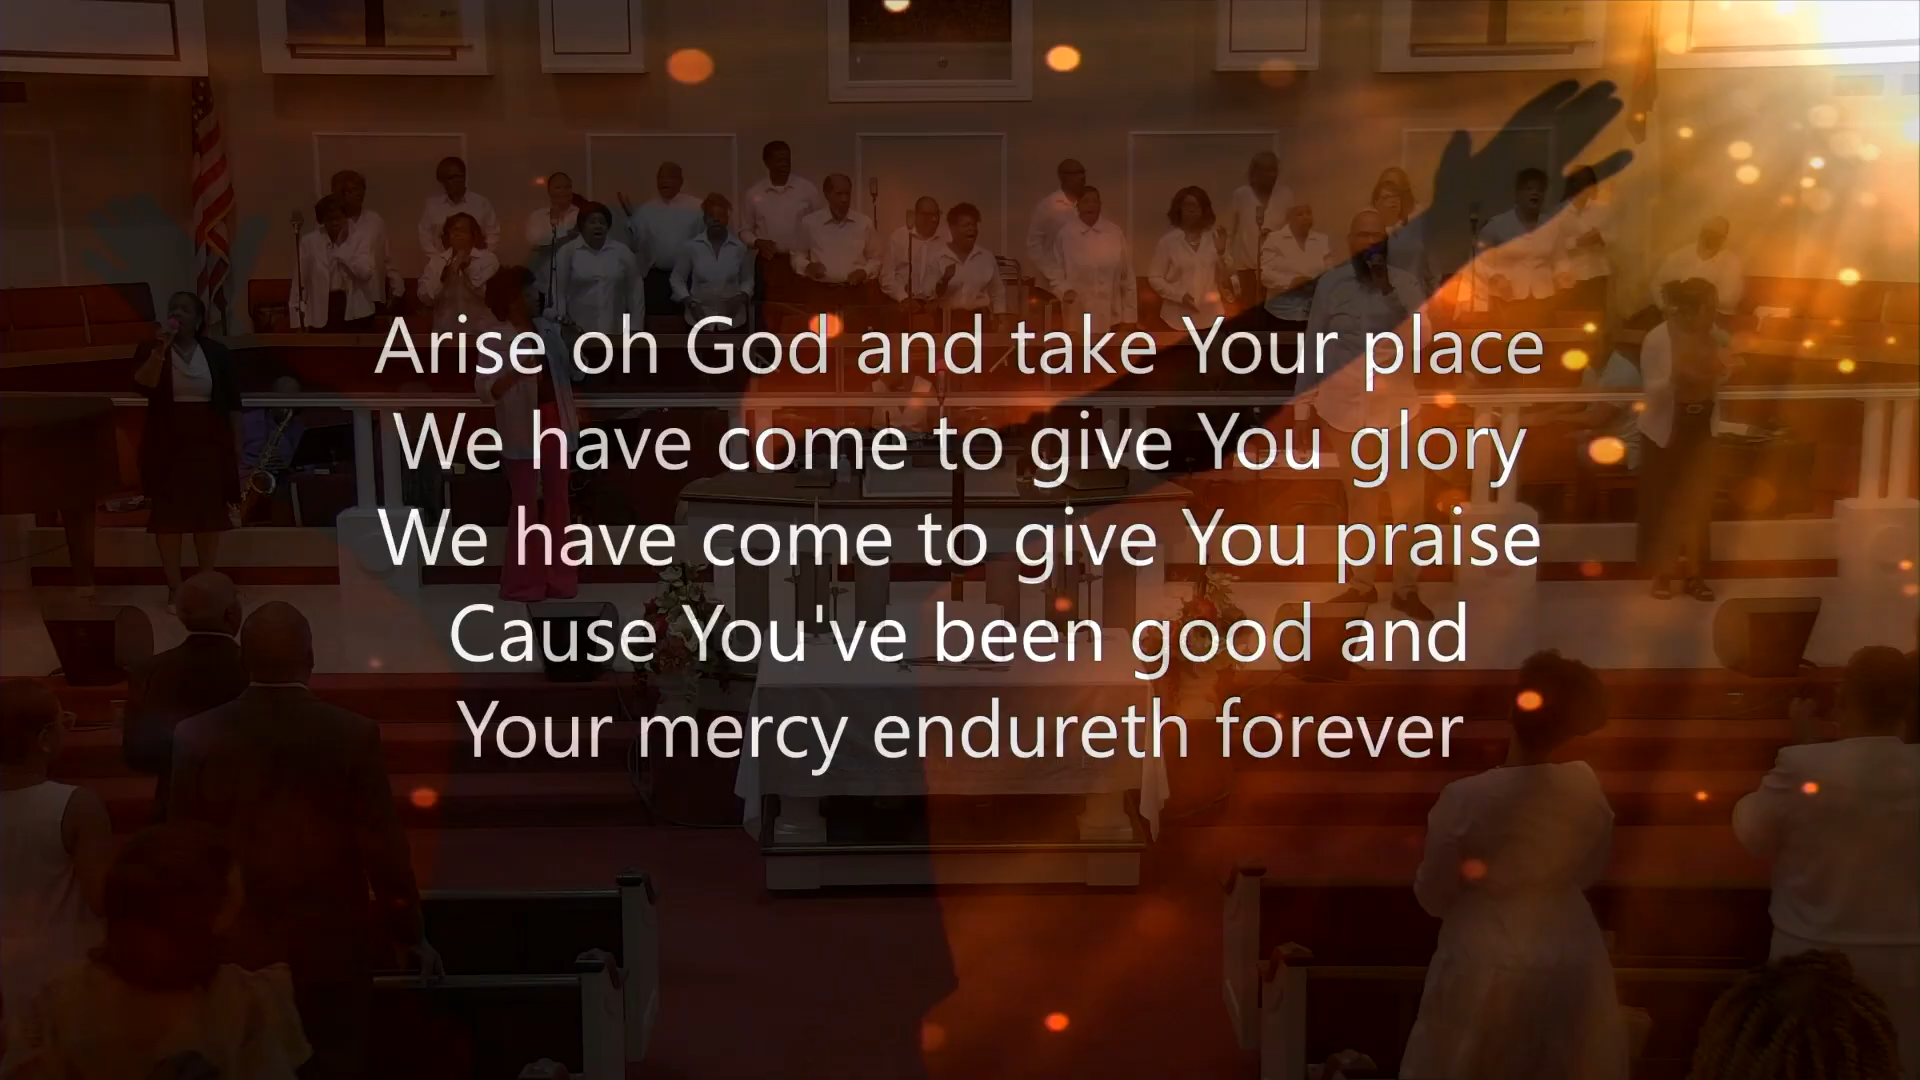 Arise oh God and take Your place
We have come to give You glory
We have come to give You praise
Cause You've been good and
Your mercy endureth forever